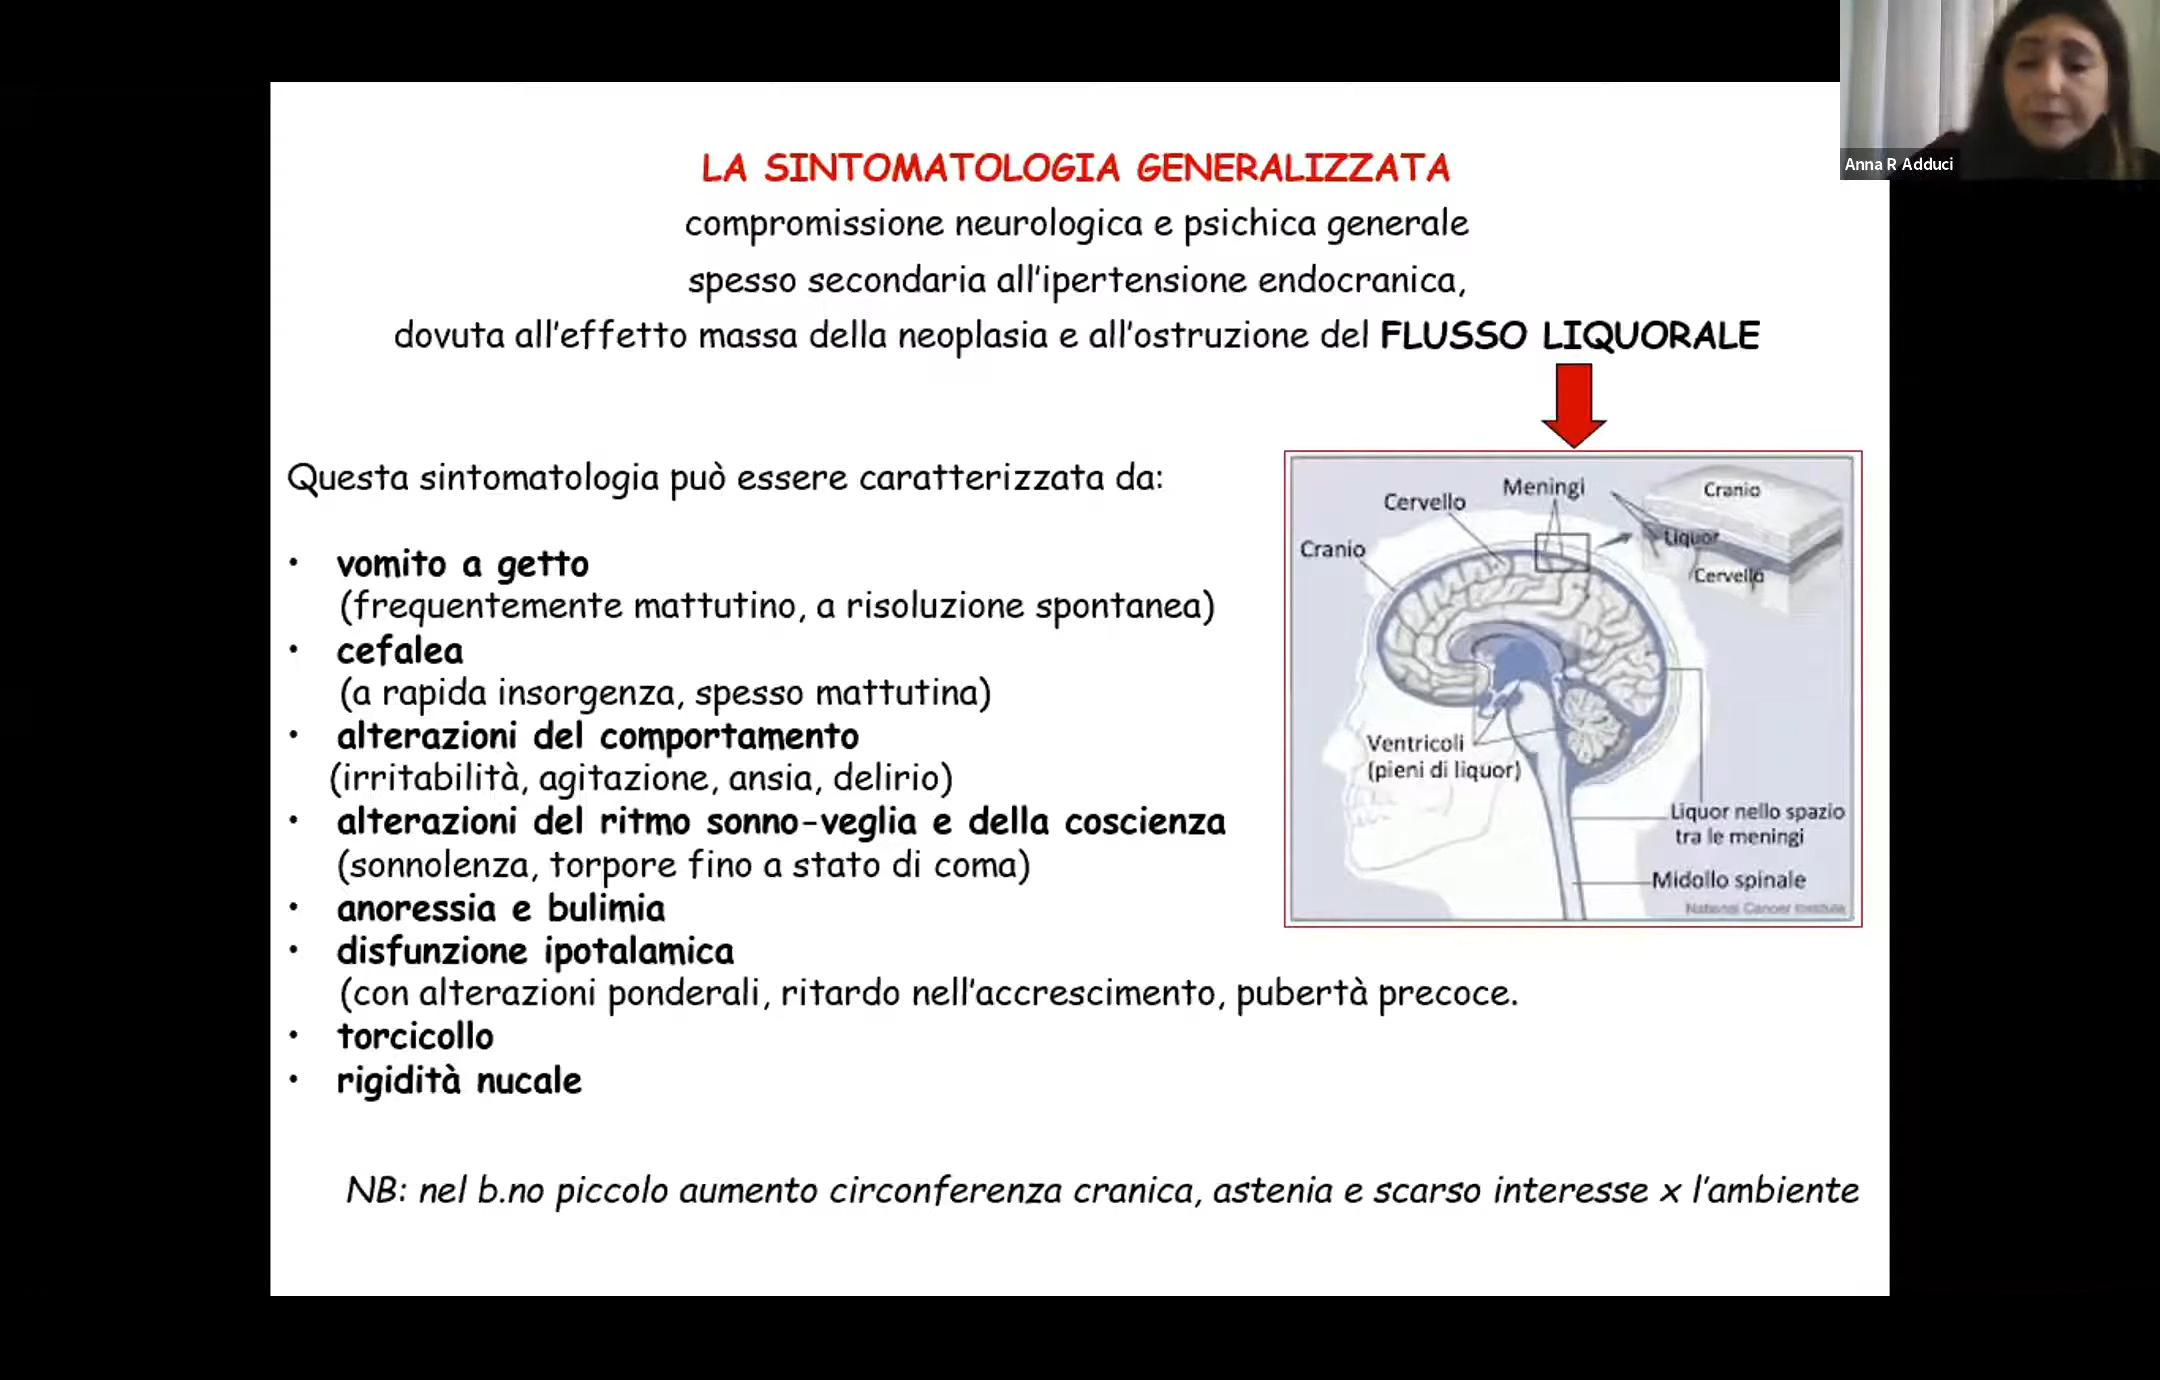 Anna R Adduci
LA SINTOMATOLOGIA GENERALIZZATA
compromissione neurologica e psichica generale
spesso secondaria all'ipertensione endocranica,
dovuta all'effetto massa della neoplasia e all'ostruzione del FLUSSO LIQUORALE
Questa sintomatologia può essere caratterizzata da:
• vomito a getto
(frequentemente mattutino, a risoluzione spontanea)
• cefalea
(a rapida insorgenza, spesso mattutina)
• alterazioni del comportamento
(irritabilità, agitazione, ansia, delirio)
• alterazioni del ritmo sonno-veglia e della coscienza
(sonnolenza, torpore fino a stato di coma)
• anoressia e bulimia
• disfunzione ipotalamica
(con alterazioni ponderali, ritardo nell'accrescimento, pubertà precoce.
• torcicollo
• rigidità nucale
Cranio
Cervello
Meningi
Cranio
Liquor
Cervello
Ventricoli
(pieni di liquor)
Liquor nello spazio
tra le meningi
Midollo spinale
National Cancer Institute
NB: nel b.no piccolo aumento circonferenza cranica, astenia e scarso interesse x l'ambiente